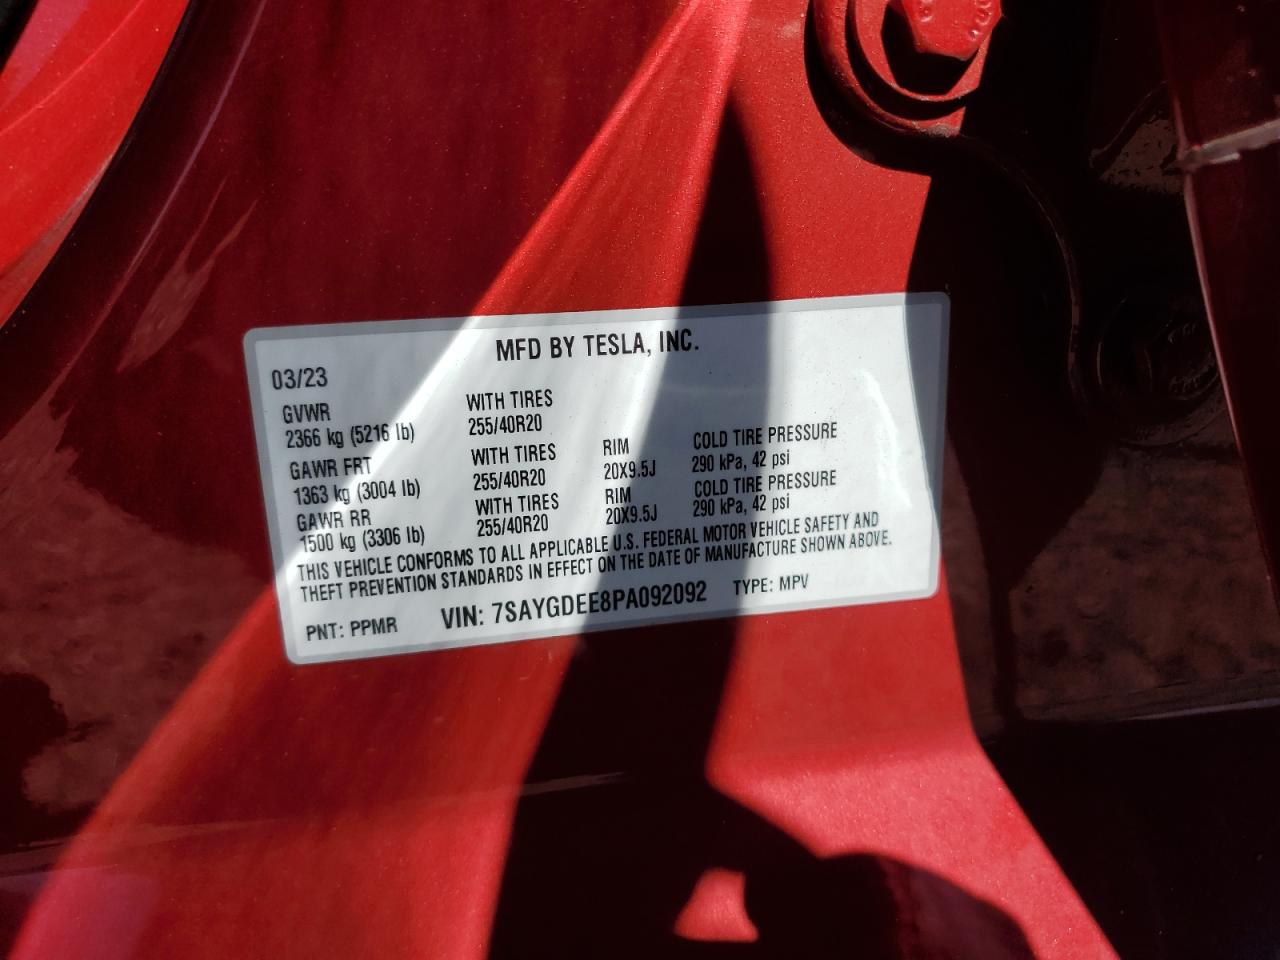 MFD BY TESLA, INC.
03/23
GVWR WITH TIRES
2366 kg (5216 lb) 255/40R20
GAWR FRT WITH TIRES RIM COLD TIRE PRESSURE
1363 kg (3004 lb) 255/40R20 20X9.5J 290 kPa, 42 psi
GAWR RR WITH TIRES RIM COLD TIRE PRESSURE
1500 kg (3306 lb) 255/40R20 20X9.5J 290 kPa, 42 psi
THIS VEHICLE CONFORMS TO ALL APPLICABLE U.S. FEDERAL MOTOR VEHICLE SAFETY AND
THEFT PREVENTION STANDARDS IN EFFECT ON THE DATE OF MANUFACTURE SHOWN ABOVE.
PNT: PPMR VIN: 7SAYGDEE8PA092092 TYPE: MPV